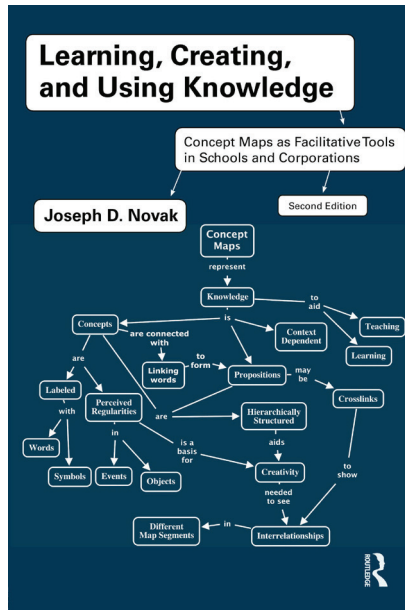 Learning, Creating,
and Using Knowledge
Concept Maps as Facilitative Tools
in Schools and Corporations
Joseph D. Novak
Second Edition
Concept
Maps
represent
Knowledge
to
aid
Teaching
Learning
is
Concepts
are connected
with
Linking
words
to
form
Propositions
Context
Dependent
may
be
Crosslinks
are
Labeled
with
Words
Symbols
Perceived
Regularities
in
Events
Objects
are
Hierarchically
Structured
aids
is a
basis
for
Creativity
needed
to see
to
show
Interrelationships
in
Different
Map Segments
ROUTLEDGE